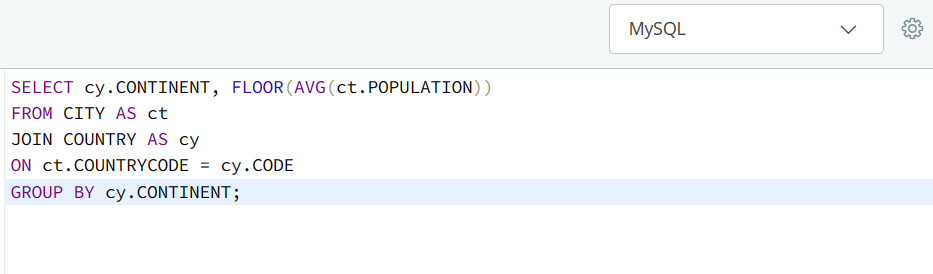 MySQL
SELECT cy.CONTINENT, FLOOR(AVG(ct.POPULATION))
FROM CITY AS ct
JOIN COUNTRY AS cy
ON ct.COUNTRYCODE = cy.CODE
GROUP BY cy.CONTINENT;